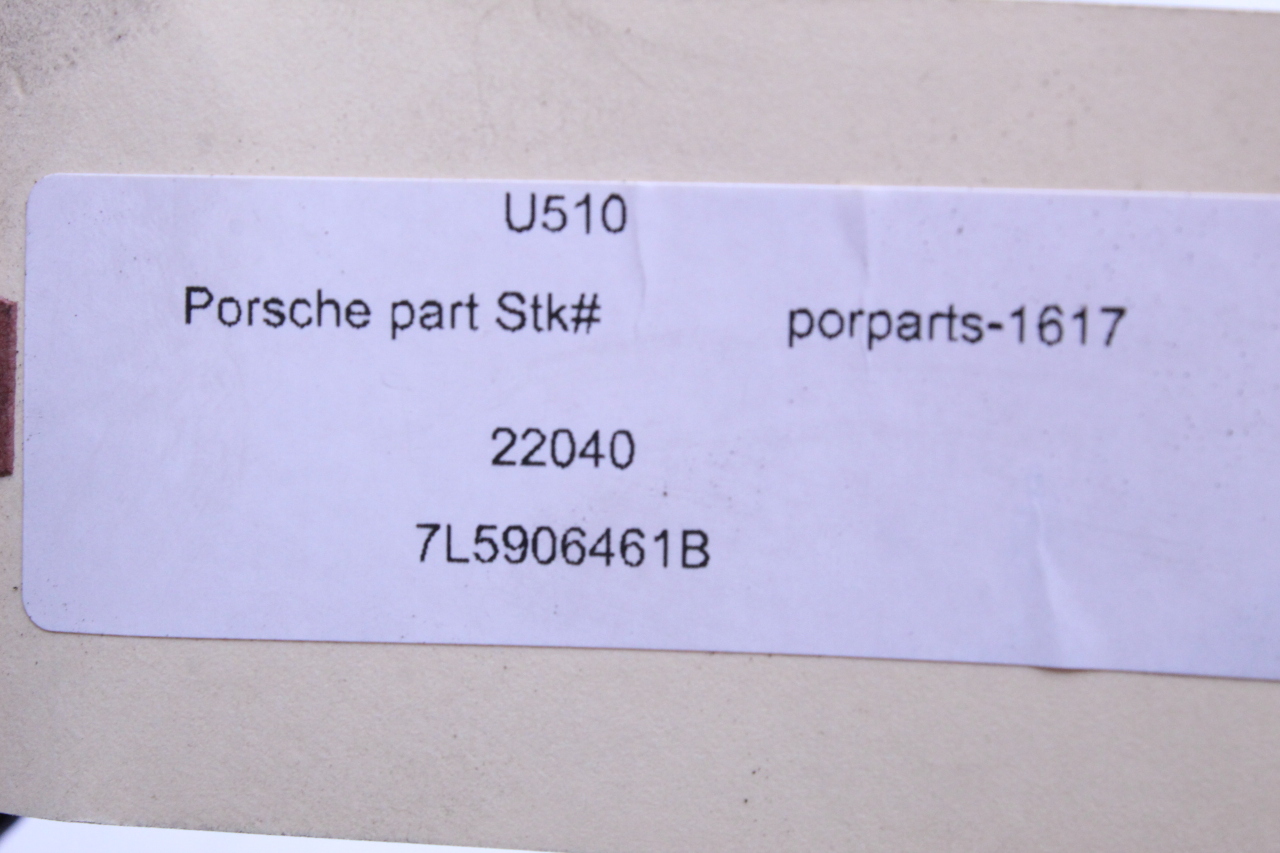 U510
Porsche part Stk# porparts-1617
22040
7L5906461B